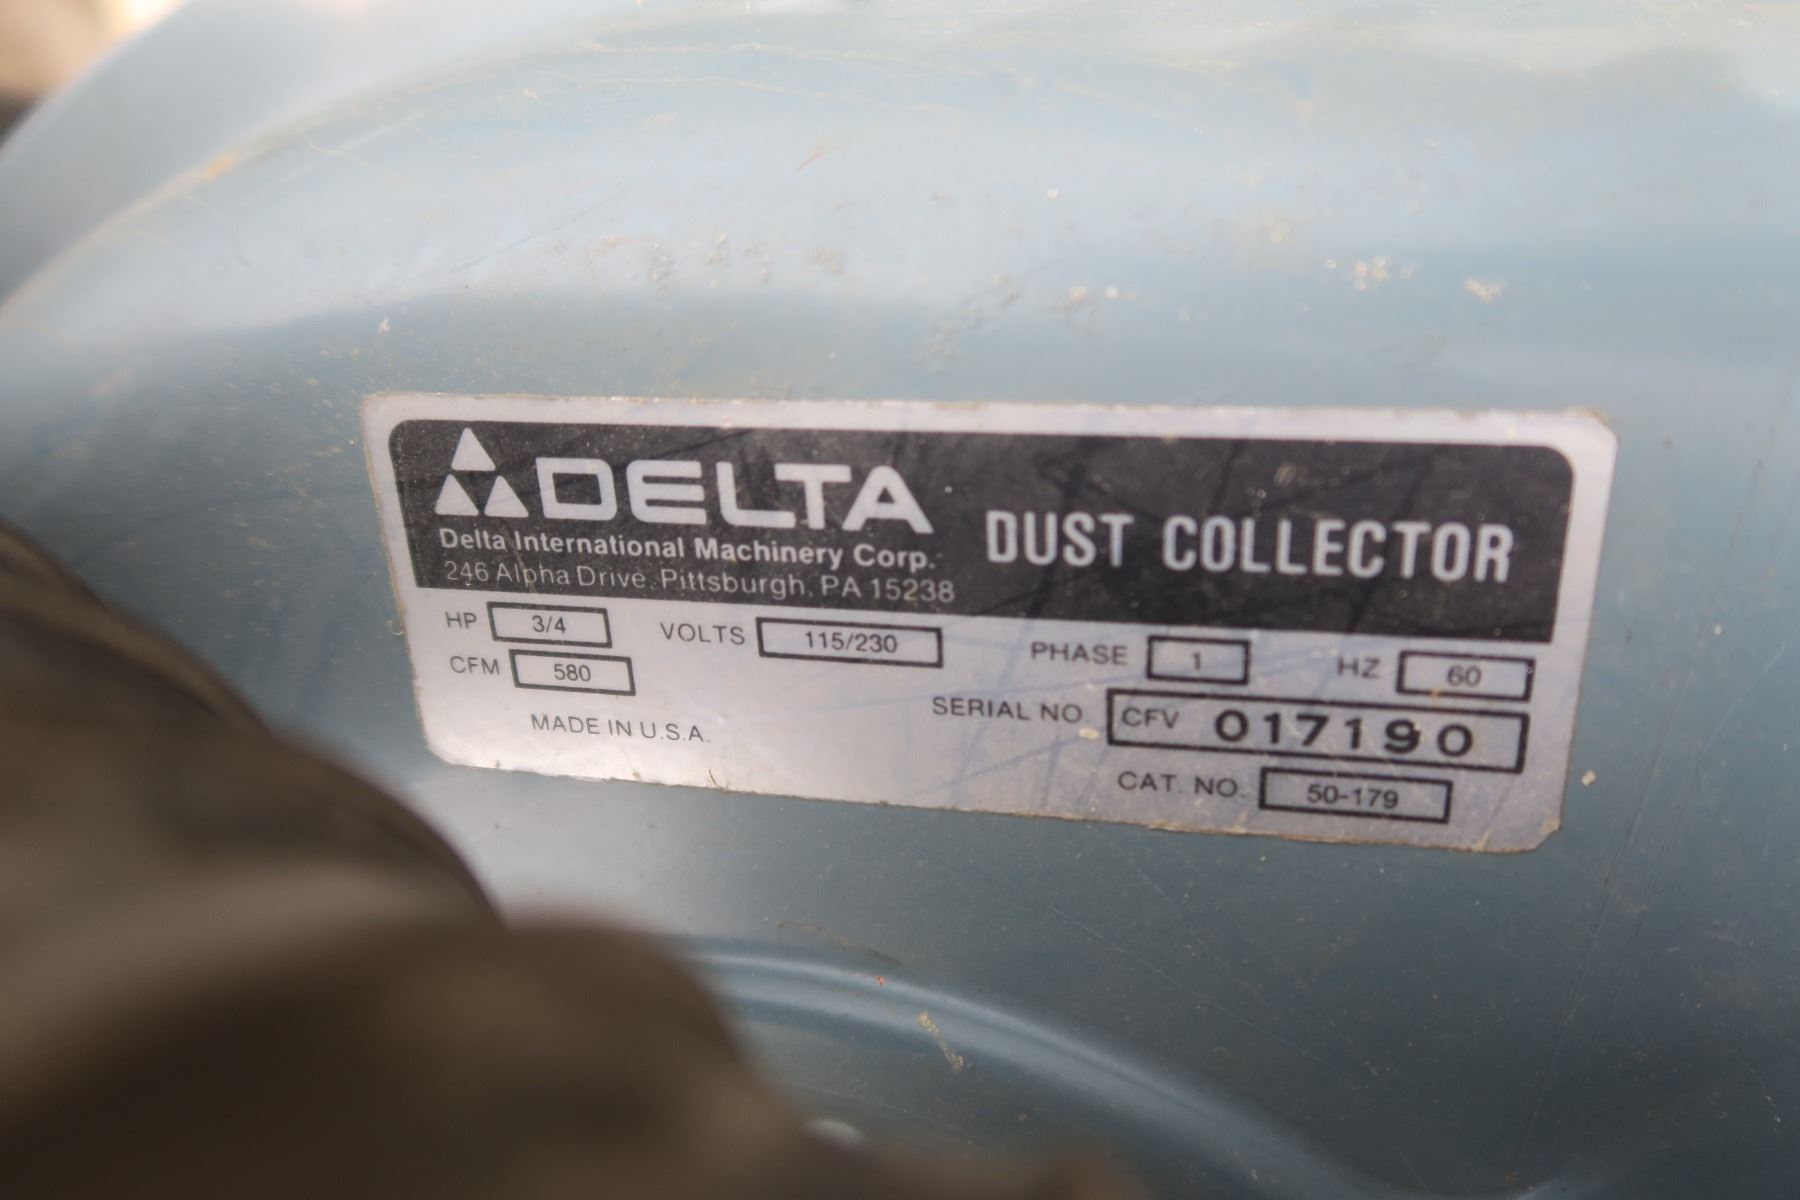 DELTA
Delta International Machinery Corp.
246 Alpha Drive, Pittsburgh, PA 15238
DUST COLLECTOR
HP 3/4 VOLTS 115/230 PHASE 1 HZ 60
CFM 580
SERIAL NO. CFV 017190
MADE IN U.S.A.
CAT. NO. 50-179